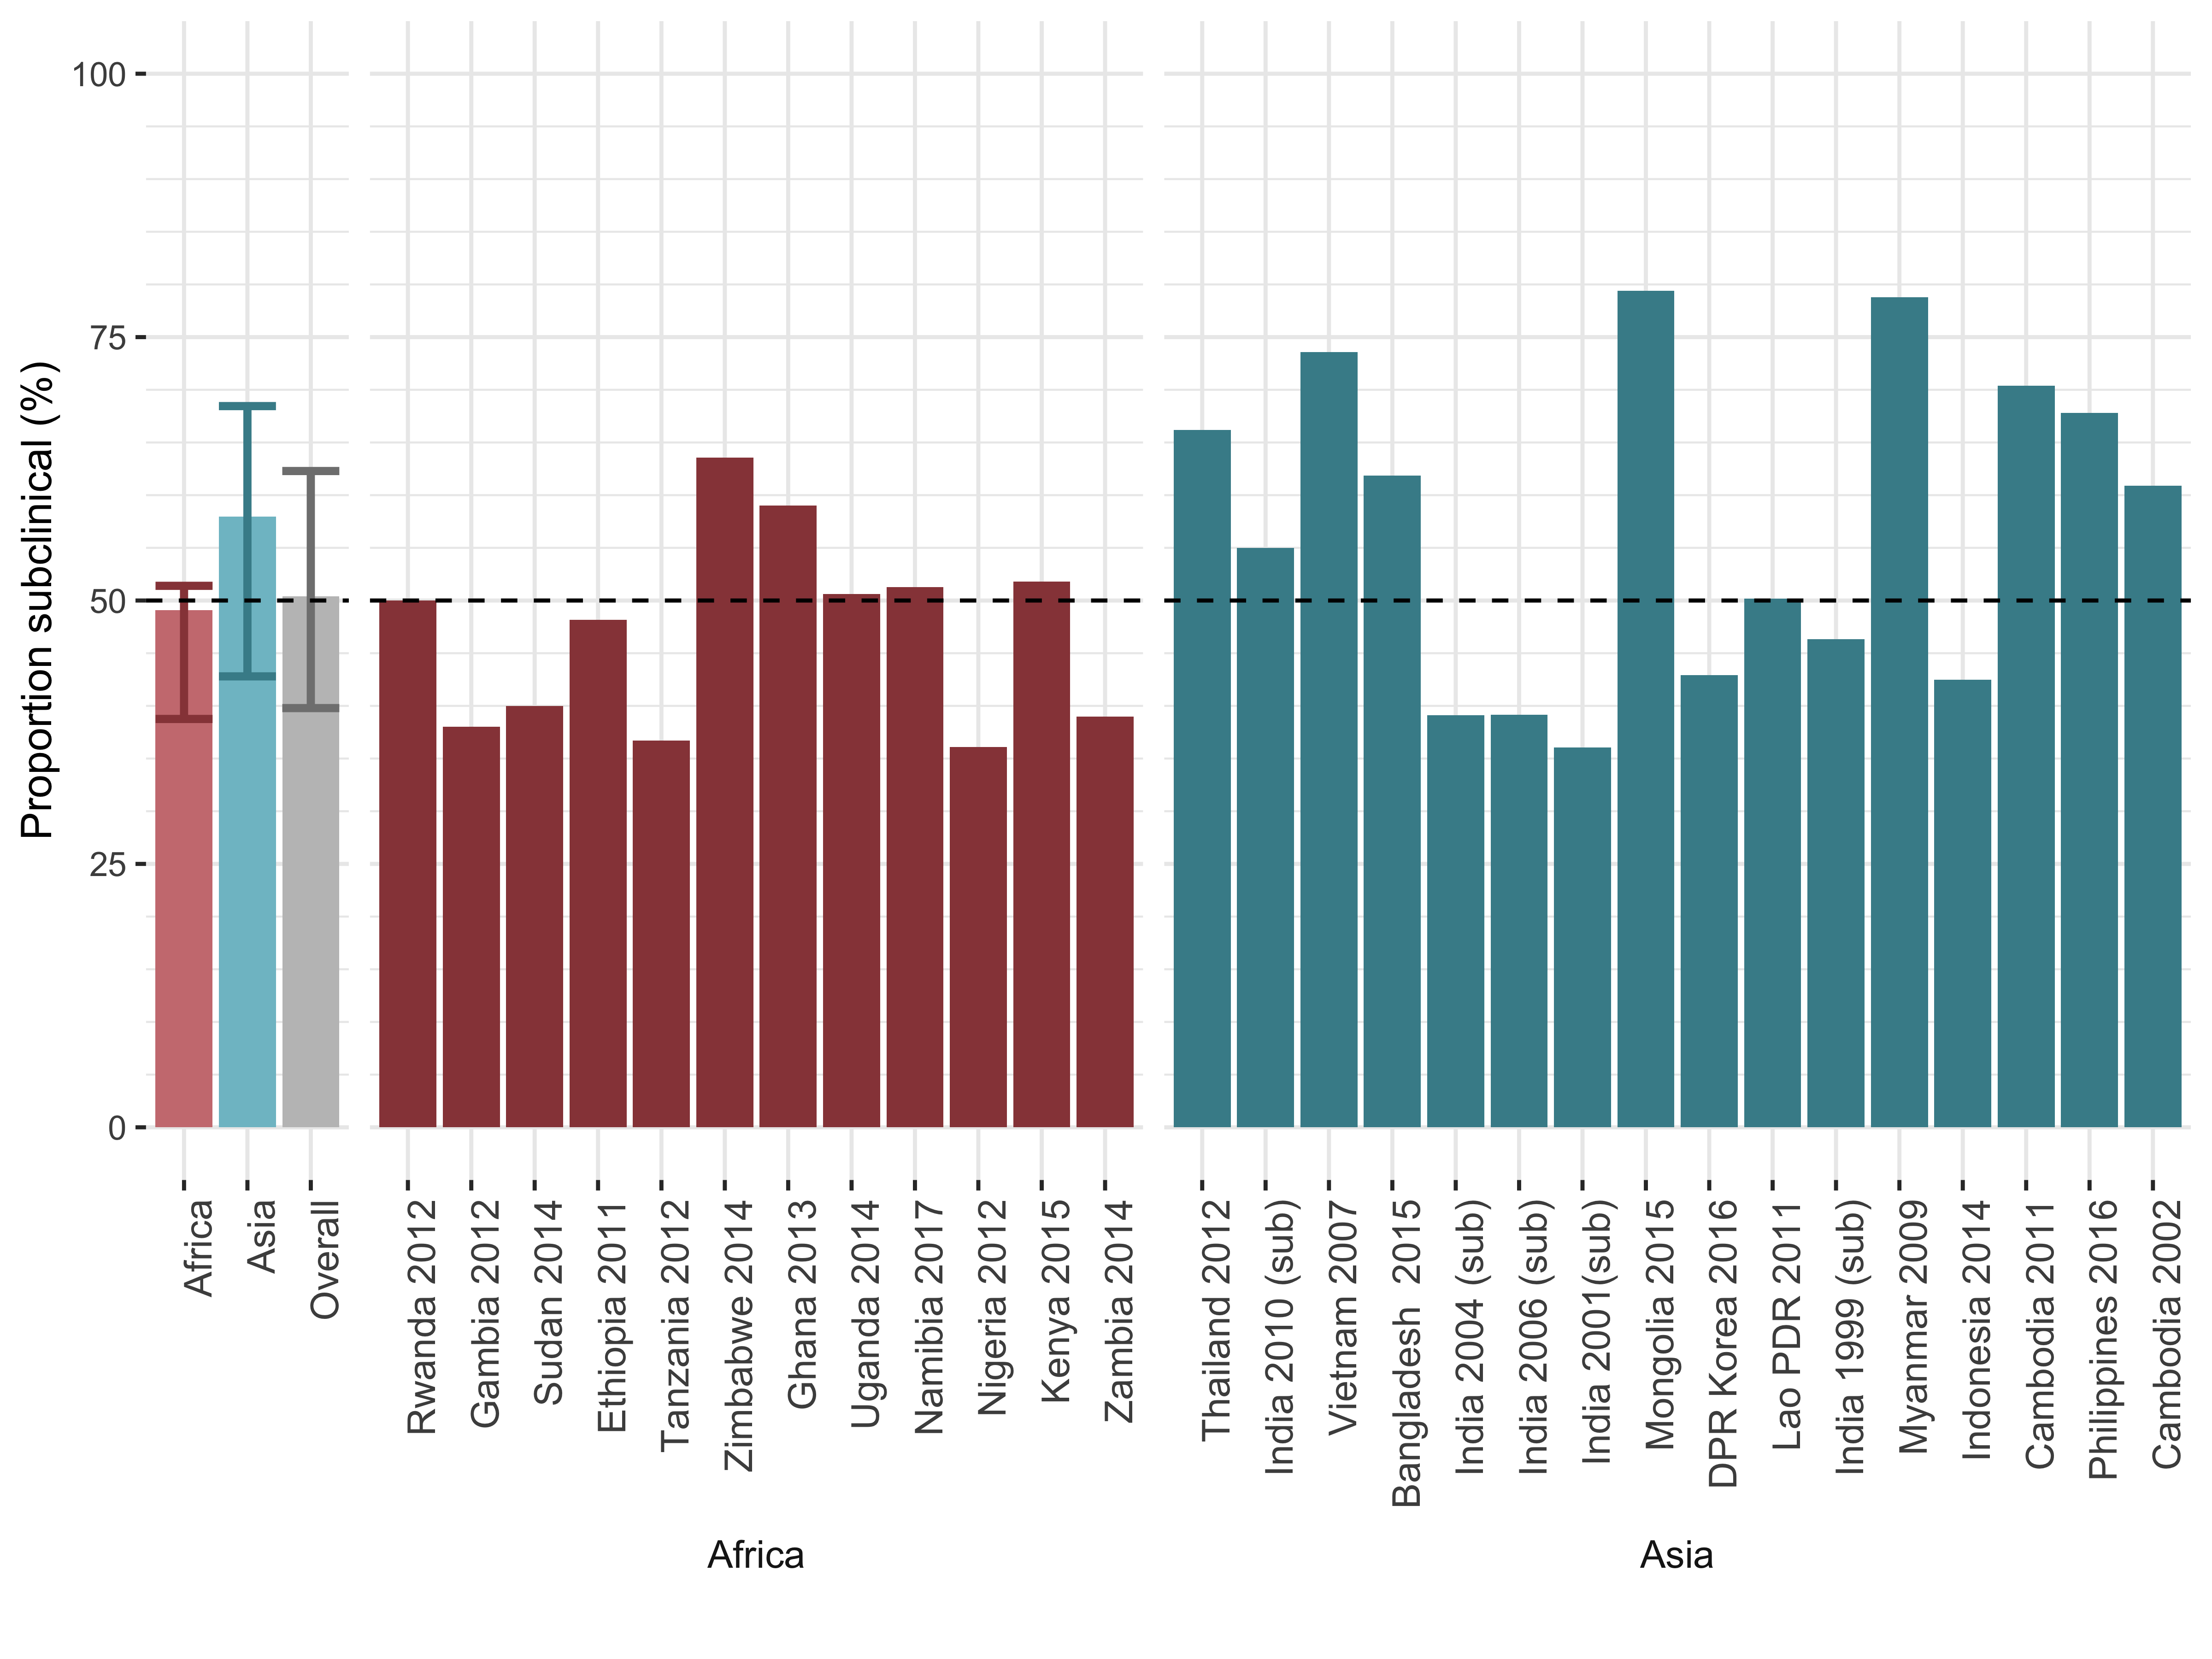 Proportion subclinical (%)
100
75
50
25
0
Africa
Asia
Overall
Rwanda 2012
Gambia 2012
Sudan 2014
Ethiopia 2011
Tanzania 2012
Zimbabwe 2014
Ghana 2013
Uganda 2014
Namibia 2017
Nigeria 2012
Kenya 2015
Zambia 2014
Thailand 2012
India 2010 (sub)
Vietnam 2007
Bangladesh  2015
India 2004 (sub)
India 2006 (sub)
India 2001(sub)
Mongolia 2015
DPR Korea 2016
Lao PDR 2011
India 1999 (sub)
Myanmar 2009
Indonesia 2014
Cambodia 2011
Philippines 2016
Cambodia 2002
Africa
Asia